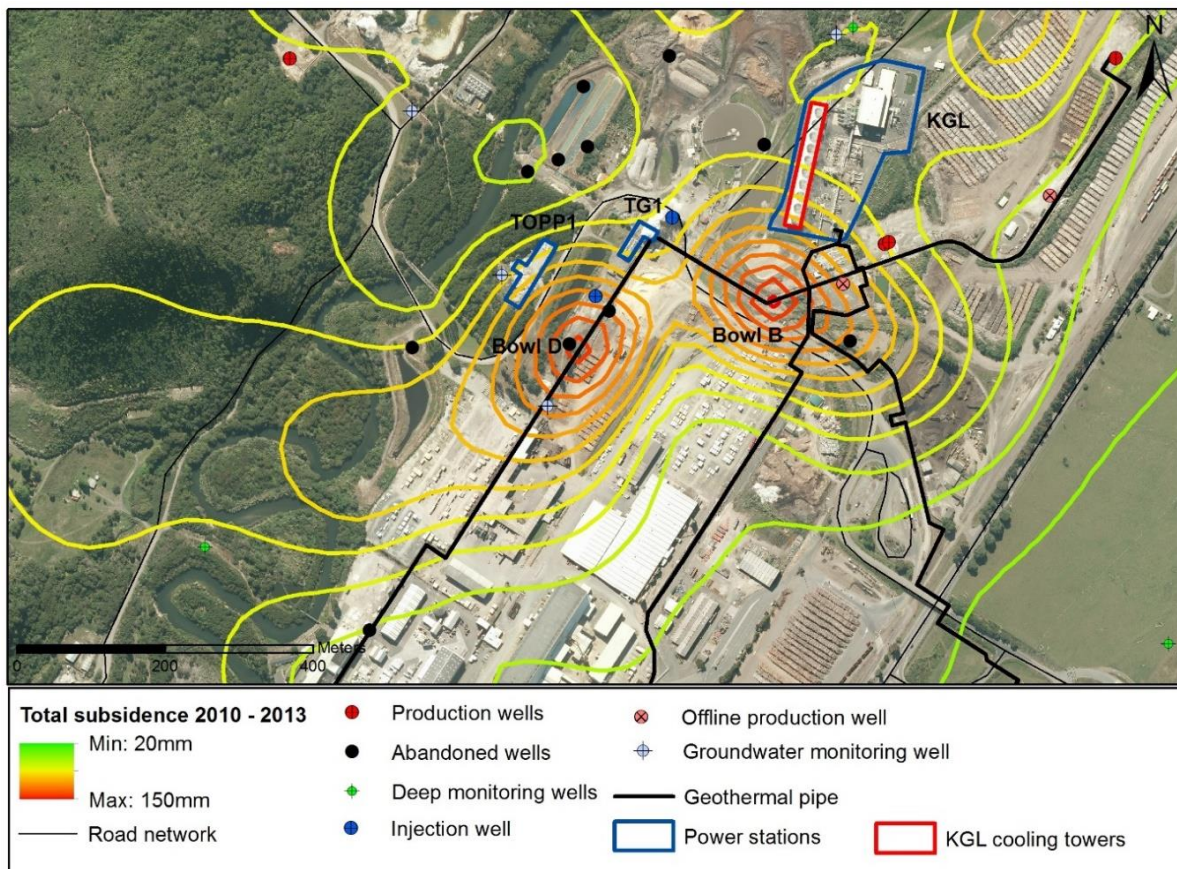 N
KGL
TG1
TOPP1
Bowl D
Bowl B
Meters
0 200 400
Total subsidence 2010 - 2013
Min: 20mm
Max: 150mm
Road network
Production wells
Abandoned wells
Deep monitoring wells
Injection well
Offline production well
Groundwater monitoring well
Geothermal pipe
Power stations
KGL cooling towers